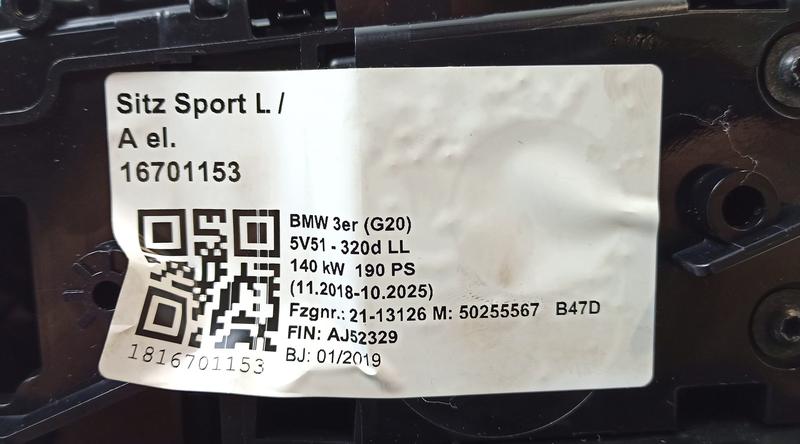 Sitz Sport L /
A el.
16701153
BMW 3er (G20)
5V51 - 320d LL
140 kW 190 PS
(11.2018-10.2025)
Fzgnr.: 21-13126 M: 50255567 B47D
FIN: AJ52329
BJ: 01/2019
1816701153